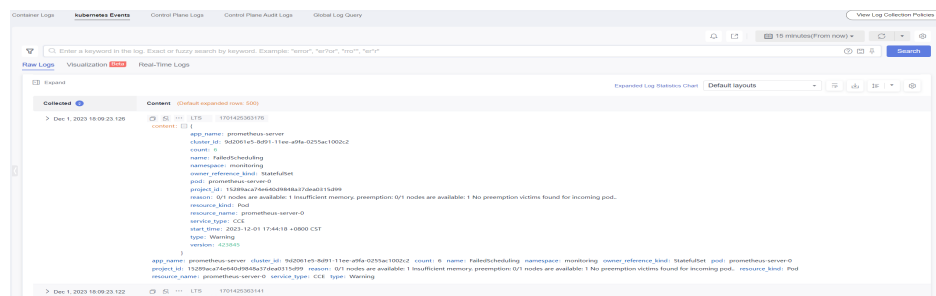 Container Logs kubernetes Events Control Plane Logs Control Plane Audit Logs Global Log Query View Log Collection Policies
15 minutes(From now)
Enter a keyword in the log. Exact or fuzzy search by keyword. Example: "error", "er?or", "rro*", "er*r" Search
Raw Logs Visualization Beta Real-Time Logs
Expand Expanded Log Statistics Chart Default layouts
Collected Content (Default expanded rows: 500)
Dec 1, 2023 18:09:23.126 LTS 1701425363176
content: {
app_name: prometheus-server
cluster_id: 9d2061e5-8d91-11ee-a9fa-0255ac1002c2
count: 6
name: FailedScheduling
namespace: monitoring
owner_reference_kind: StatefulSet
pod: prometheus-server-0
project_id: 15289aca74e640d9848a37dea0315d99
reason: 0/1 nodes are available: 1 Insufficient memory. preemption: 0/1 nodes are available: 1 No preemption victims found for incoming pod..
resource_kind: Pod
resource_name: prometheus-server-0
service_type: CCE
start_time: 2023-12-01 17:44:18 +0800 CST
type: Warning
version: 423845
}
app_name: prometheus-server cluster_id: 9d2061e5-8d91-11ee-a9fa-0255ac1002c2 count: 6 name: FailedScheduling namespace: monitoring owner_reference_kind: StatefulSet pod: prometheus-server-0
project_id: 15289aca74e640d9848a37dea0315d99 reason: 0/1 nodes are available: 1 Insufficient memory. preemption: 0/1 nodes are available: 1 No preemption victims found for incoming pod.. resource_kind: Pod
resource_name: prometheus-server-0 service_type: CCE type: Warning
Dec 1, 2023 18:09:23.122 LTS 1701425363141